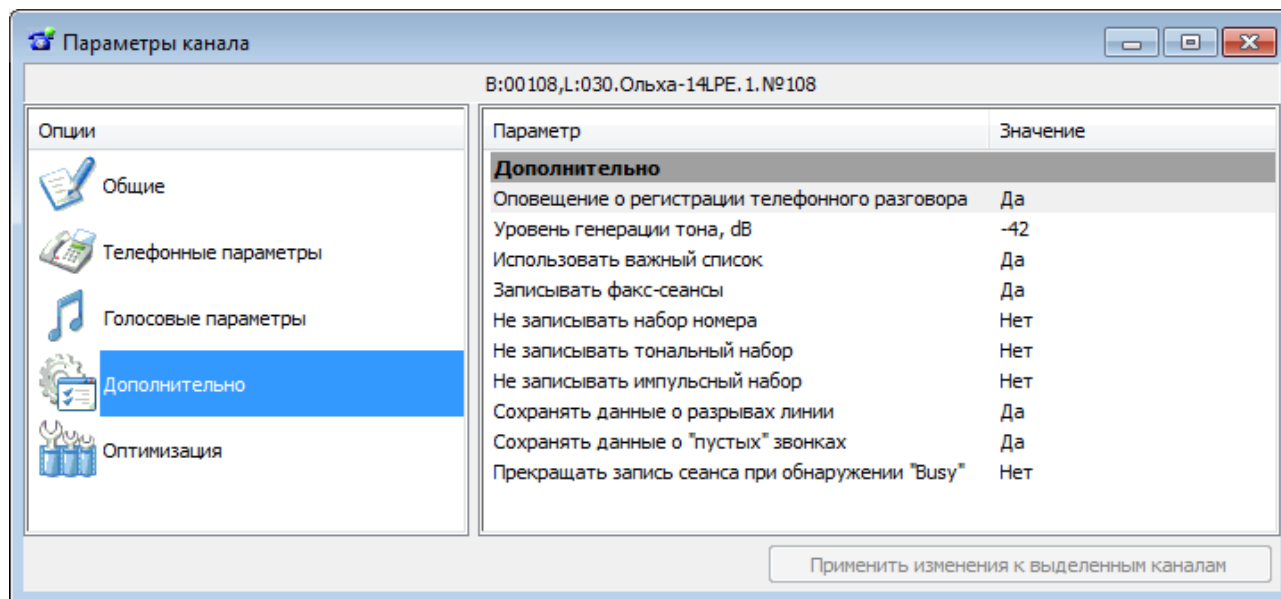 Параметры канала
B:00108,L:030.Ольха-14LPE.1.№108
Опции
Общие
Телефонные параметры
Голосовые параметры
Дополнительно
Оптимизация
Параметр Значение
Дополнительно
Оповещение о регистрации телефонного разговора Да
Уровень генерации тона, dB -42
Использовать важный список Да
Записывать факс-сеансы Да
Не записывать набор номера Нет
Не записывать тональный набор Нет
Не записывать импульсный набор Нет
Сохранять данные о разрывах линии Да
Сохранять данные о "пустых" звонках Да
Прекращать запись сеанса при обнаружении "Busy" Нет
Применить изменения к выделенным каналам